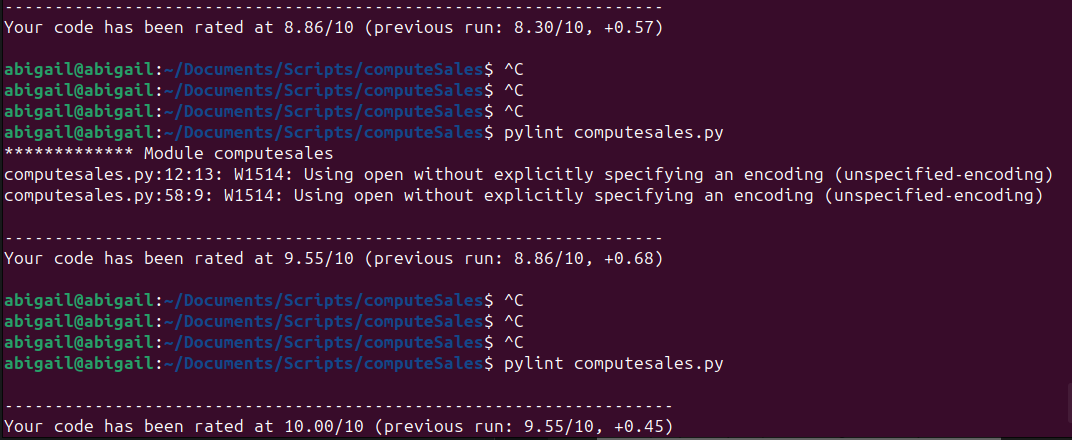 ------------------------------------------------------------------
Your code has been rated at 8.86/10 (previous run: 8.30/10, +0.57)
abigail@abigail:~/Documents/Scripts/computeSales$ ^C
abigail@abigail:~/Documents/Scripts/computeSales$ ^C
abigail@abigail:~/Documents/Scripts/computeSales$ ^C
abigail@abigail:~/Documents/Scripts/computeSales$ pylint computesales.py
************* Module computesales
computesales.py:12:13: W1514: Using open without explicitly specifying an encoding (unspecified-encoding)
computesales.py:58:9: W1514: Using open without explicitly specifying an encoding (unspecified-encoding)
------------------------------------------------------------------
Your code has been rated at 9.55/10 (previous run: 8.86/10, +0.68)
abigail@abigail:~/Documents/Scripts/computeSales$ ^C
abigail@abigail:~/Documents/Scripts/computeSales$ ^C
abigail@abigail:~/Documents/Scripts/computeSales$ ^C
abigail@abigail:~/Documents/Scripts/computeSales$ pylint computesales.py
-------------------------------------------------------------------
Your code has been rated at 10.00/10 (previous run: 9.55/10, +0.45)